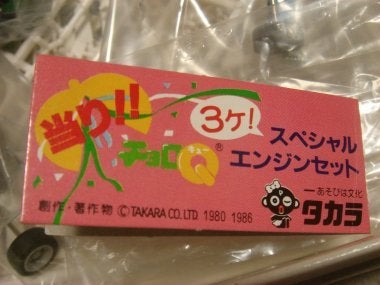 当り!!
3ケ!
チョロQ
キュー
®
スペシャル
エンジンセット
創作・著作物 ©TAKARA CO.LTD. 1980 1986
—あそびは文化
タカラ